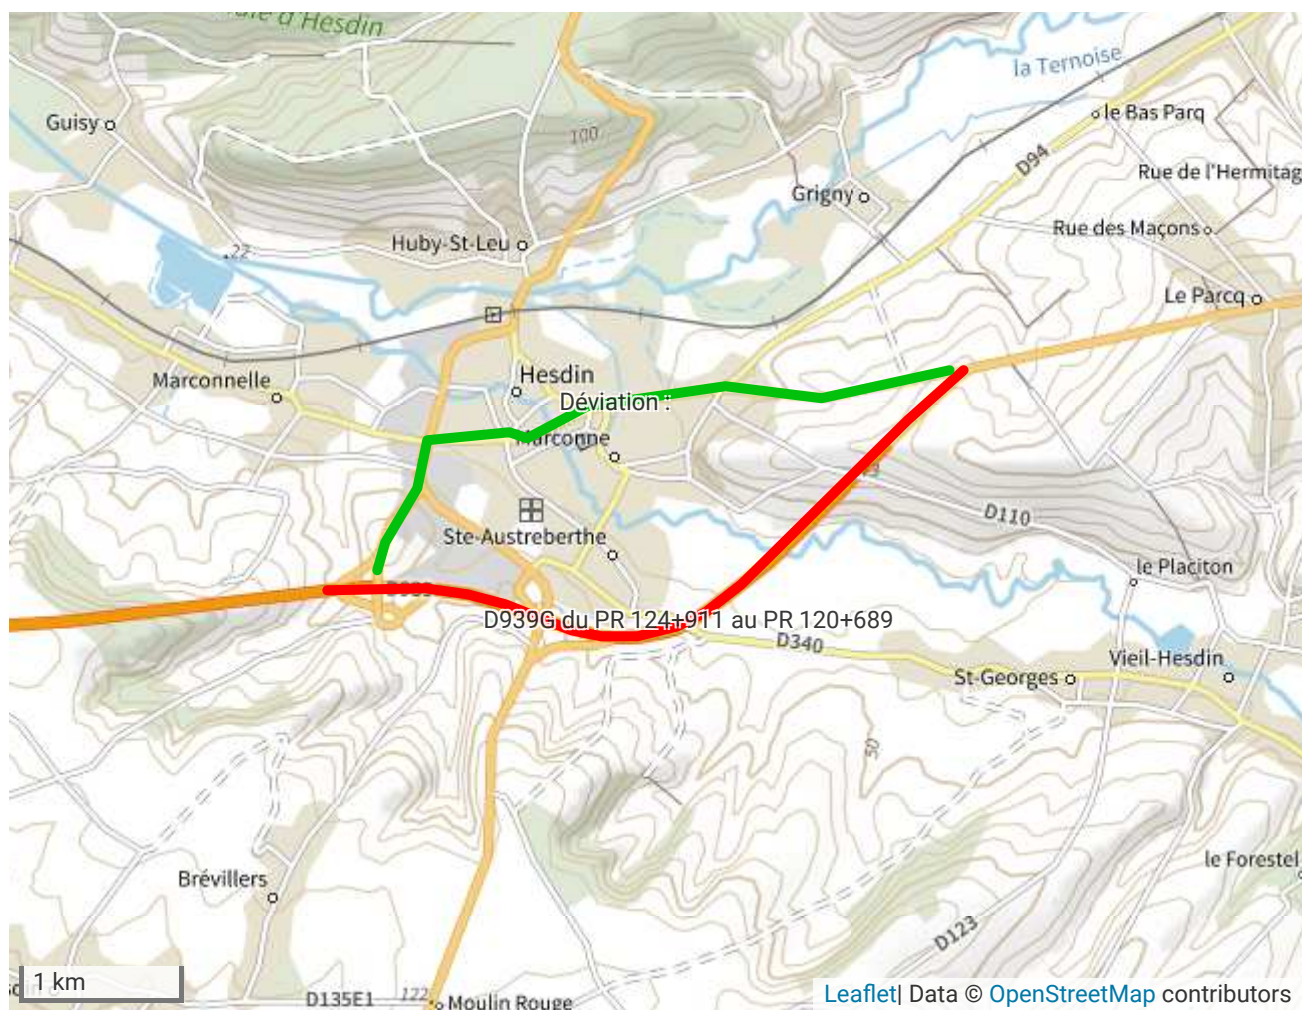 d'Hesdin
la Ternoise
Guisy
le Bas Parq
100
D94
Rue de l'Hermitag
Grigny
Rue des Maçons
Huby-St-Leu
22
Le Parcq
Hesdin
Marconnelle
Déviation :
Marconne
D110
Ste-Austreberthe
le Placiton
D939G du PR 124+911 au PR 120+689
D340
Vieil-Hesdin
St-Georges
50
le Forestel
Brévillers
D123
1 km
D135E1
122
Moulin Rouge
Leaflet| Data © OpenStreetMap contributors